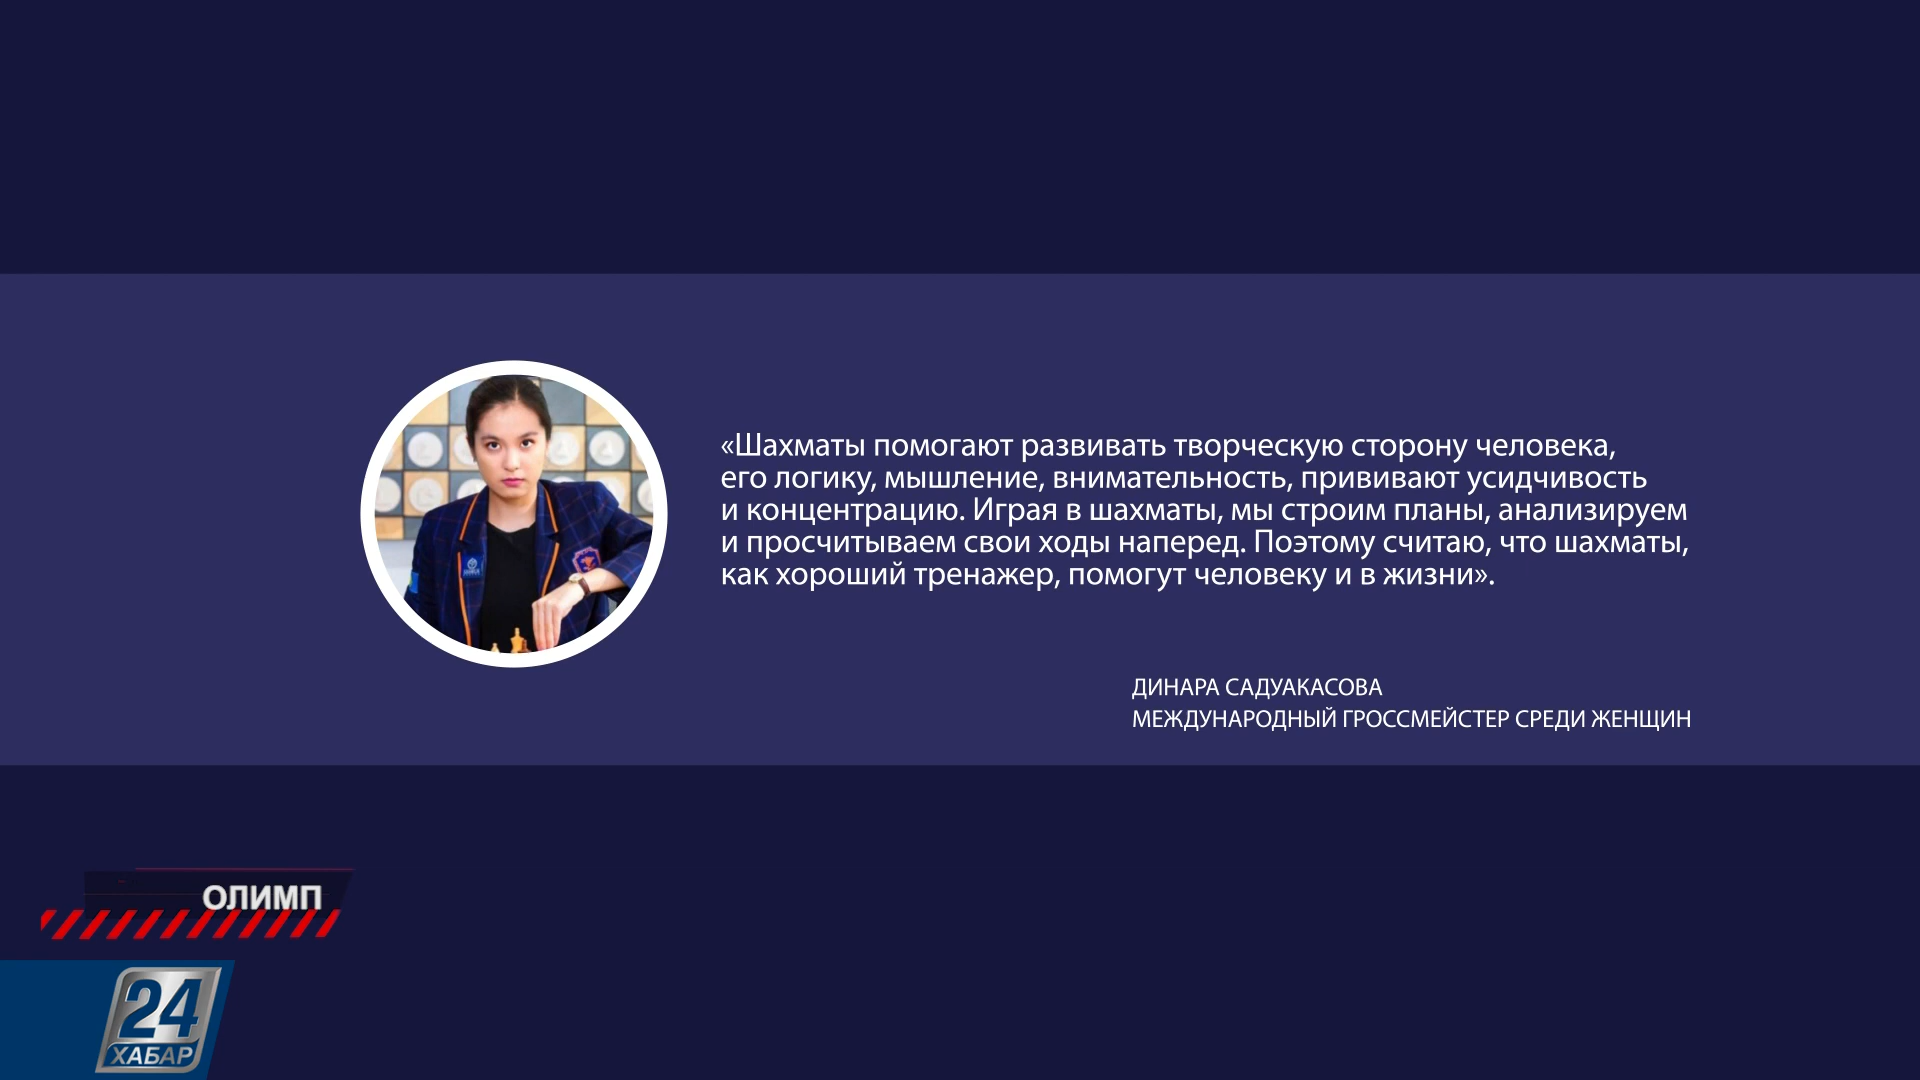 «Шахматы помогают развивать творческую сторону человека,
его логику, мышление, внимательность, прививают усидчивость
и концентрацию. Играя в шахматы, мы строим планы, анализируем
и просчитываем свои ходы наперед. Поэтому считаю, что шахматы,
как хороший тренажер, помогут человеку и в жизни».
ДИНАРА САДУАКАСОВА
МЕЖДУНАРОДНЫЙ ГРОССМЕЙСТЕР СРЕДИ ЖЕНЩИН
ОЛИМП
24
ХАБАР